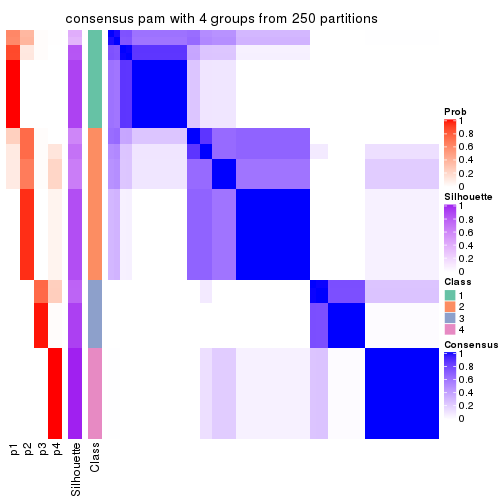 consensus pam with 4 groups from 250 partitions
Prob
1
0.8
0.6
0.4
0.2
0
Silhouette
1
0.8
0.6
0.4
0.2
0
Class
1
2
3
4
Consensus
1
0.8
0.6
0.4
0.2
0
p1
p2
p3
p4
Silhouette
Class